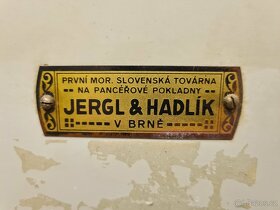 PRVNÍ MOR. SLOVENSKÁ TOVÁRNA
NA PANCÉŘOVÉ POKLADNY
JERGL & HADLÍK
V BRNĚ